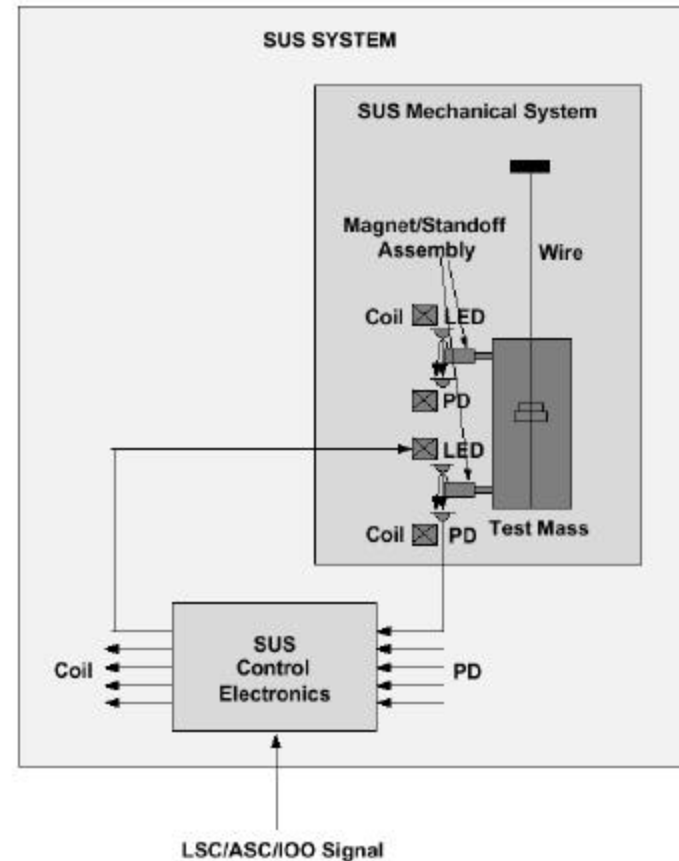 SUS SYSTEM
SUS Mechanical System
Magnet/Standoff
Assembly
Wire
Coil
LED
PD
LED
Coil
PD
Test Mass
SUS
Control
Electronics
Coil
PD
LSC/ASC/IOO Signal